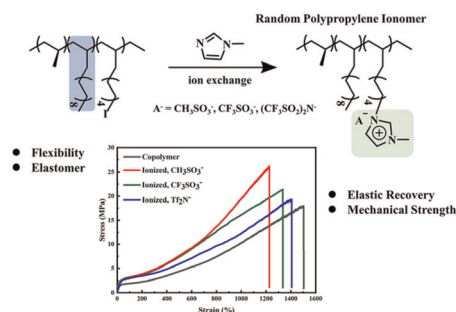 Random Polypropylene Ionomer
N
N
ion exchange
8
4
I
8
4
A⁻ = CH₃SO₃⁻, CF₃SO₃⁻, (CF₃SO₂)₂N⁻
A⁻
N
+
N
Flexibility
Elastomer
Copolymer
Ionized, CH₃SO₃⁻
Ionized, CF₃SO₃⁻
Ionized, Tf₂N⁻
Stress (MPa)
30
25
20
15
10
5
0
0 200 400 600 800 1000 1200 1400 1600
Strain (%)
Elastic Recovery
Mechanical Strength